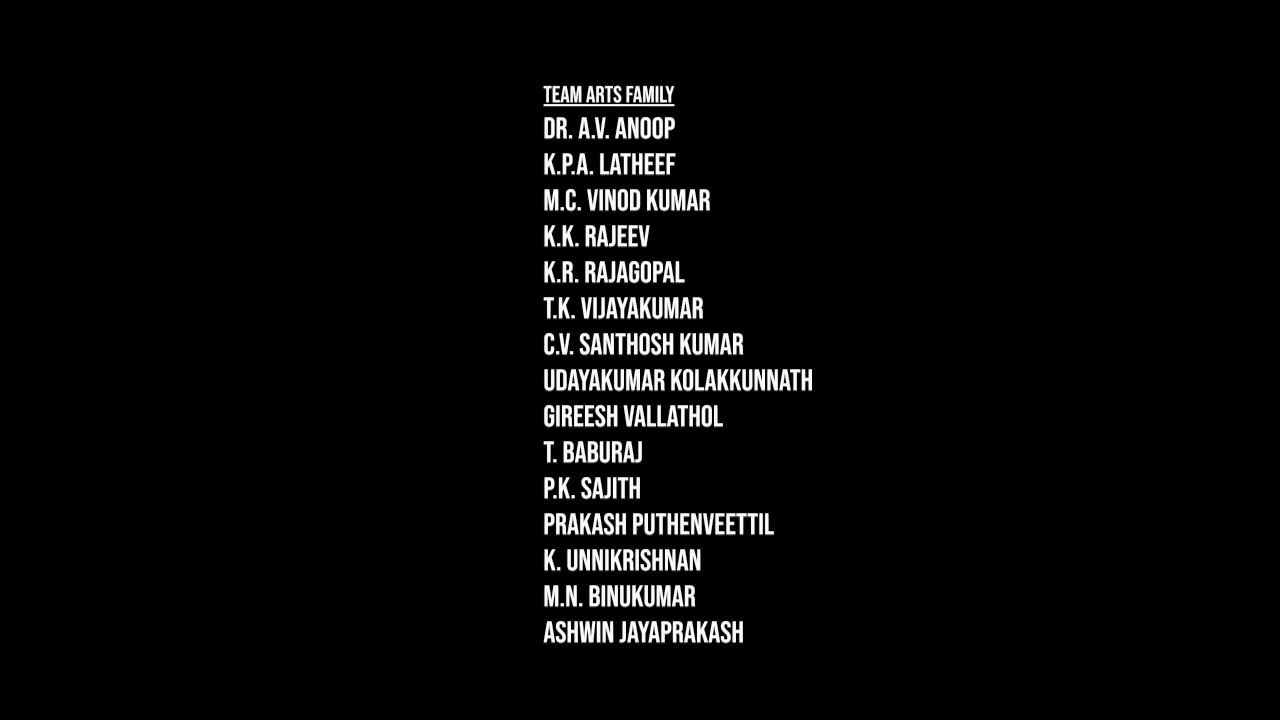 TEAM ARTS FAMILY
DR. A.V. ANOOP
K.P.A. LATHEEF
M.C. VINOD KUMAR
K.K. RAJEEV
K.R. RAJAGOPAL
T.K. VIJAYAKUMAR
C.V. SANTHOSH KUMAR
UDAYAKUMAR KOLAKKUNNATH
GIREESH VALLATHOL
T. BABURAJ
P.K. SAJITH
PRAKASH PUTHENVEETTIL
K. UNNIKRISHNAN
M.N. BINUKUMAR
ASHWIN JAYAPRAKASH